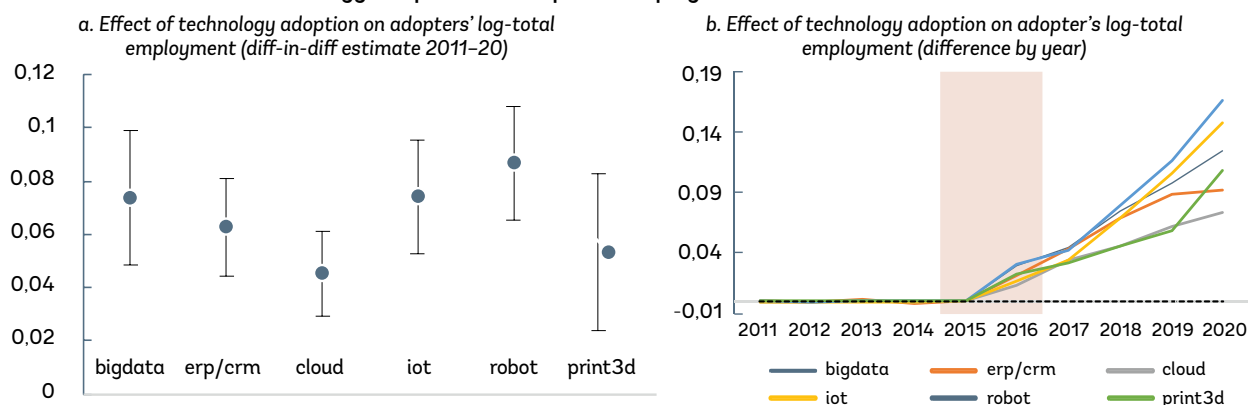 a. Effect of technology adoption on adopters' log-total
employment (diff-in-diff estimate 2011–20)
0,12
0,1
0,08
0,06
0,04
0,02
0
bigdata erp/crm cloud iot robot print3d
b. Effect of technology adoption on adopter's log-total
employment (difference by year)
0,19
0,14
0,09
0,04
-0,01
2011 2012 2013 2014 2015 2016 2017 2018 2019 2020
bigdata erp/crm cloud
iot robot print3d